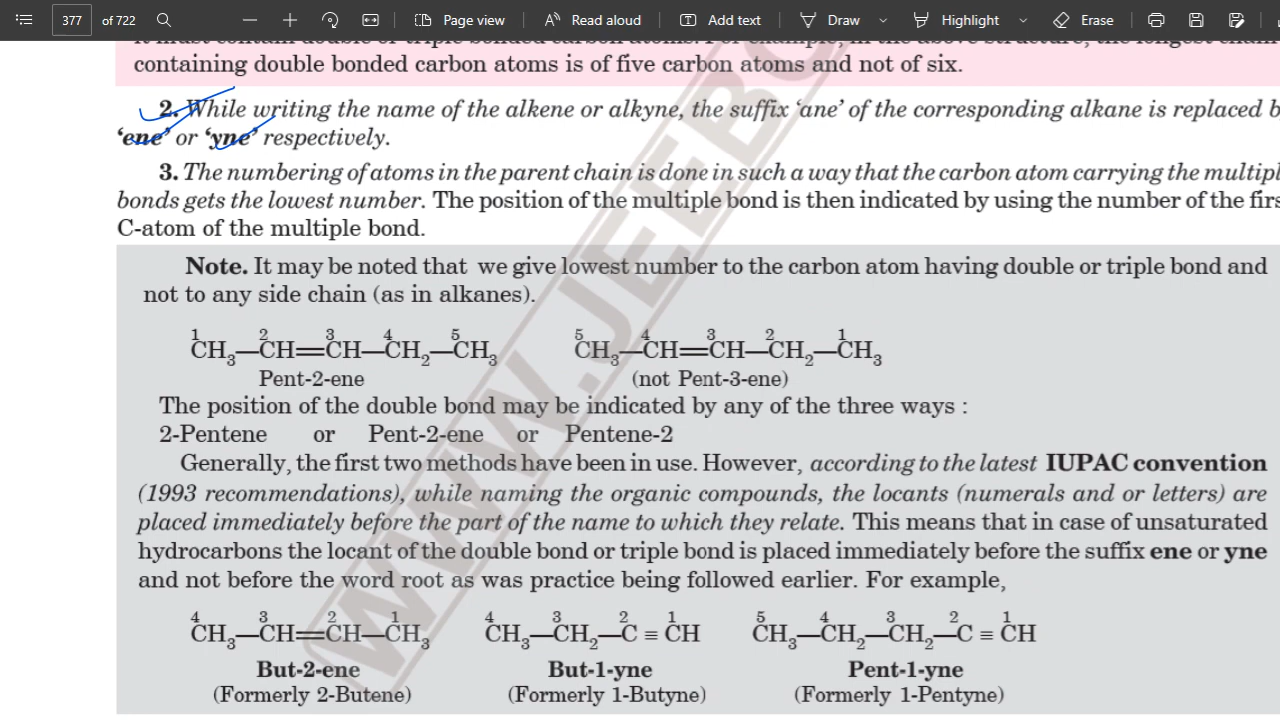 377 of 722 Page view Read aloud Add text Draw Highlight Erase
containing double bonded carbon atoms is of five carbon atoms and not of six.
2. While writing the name of the alkene or alkyne, the suffix 'ane' of the corresponding alkane is replaced
'ene' or 'yne' respectively.
3. The numbering of atoms in the parent chain is done in such a way that the carbon atom carrying the
bonds gets the lowest number. The position of the multiple bond is then indicated by using the number of the
C-atom of the multiple bond.
Note. It may be noted that we give lowest number to the carbon atom having double or triple bond and
not to any side chain (as in alkanes).
1 2 3 4 5 5 4 3 2 1
CH3—CH=CH—CH2—CH3 CH3—CH=CH—CH2—CH3
Pent-2-ene (not Pent-3-ene)
The position of the double bond may be indicated by any of the three ways :
2-Pentene or Pent-2-ene or Pentene-2
Generally, the first two methods have been in use. However, according to the latest IUPAC convention
(1993 recommendations), while naming the organic compounds, the locants (numerals and or letters) are
placed immediately before the part of the name to which they relate. This means that in case of unsaturated
hydrocarbons the locant of the double bond or triple bond is placed immediately before the suffix ene or yne
and not before the word root as was practice being followed earlier. For example,
4 3 2 1 4 3 2 1 5 4 3 2 1
CH3—CH=CH—CH3 CH3—CH2—C ≡ CH CH3—CH2—CH2—C ≡ CH
But-2-ene But-1-yne Pent-1-yne
(Formerly 2-Butene) (Formerly 1-Butyne) (Formerly 1-Pentyne)
WWW.JEEBO